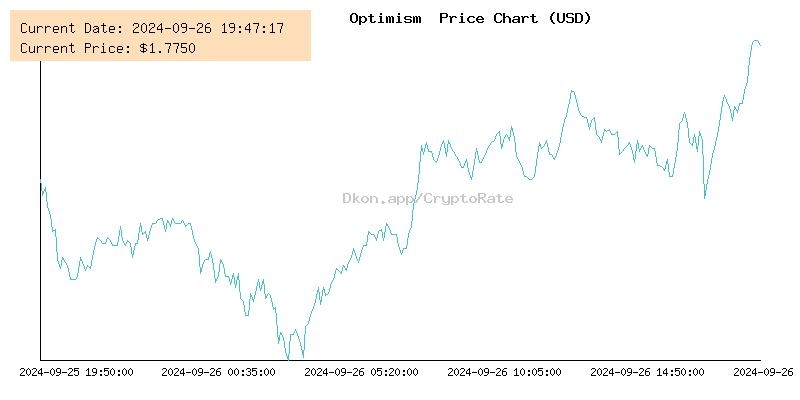 Optimism  Price Chart (USD)
Current Date: 2024-09-26 19:47:17
Current Price: $1.7750
Dkon.app/CryptoRate
2024-09-25 19:50:00 2024-09-26 00:35:00 2024-09-26 05:20:00 2024-09-26 10:05:00 2024-09-26 14:50:00 2024-09-26